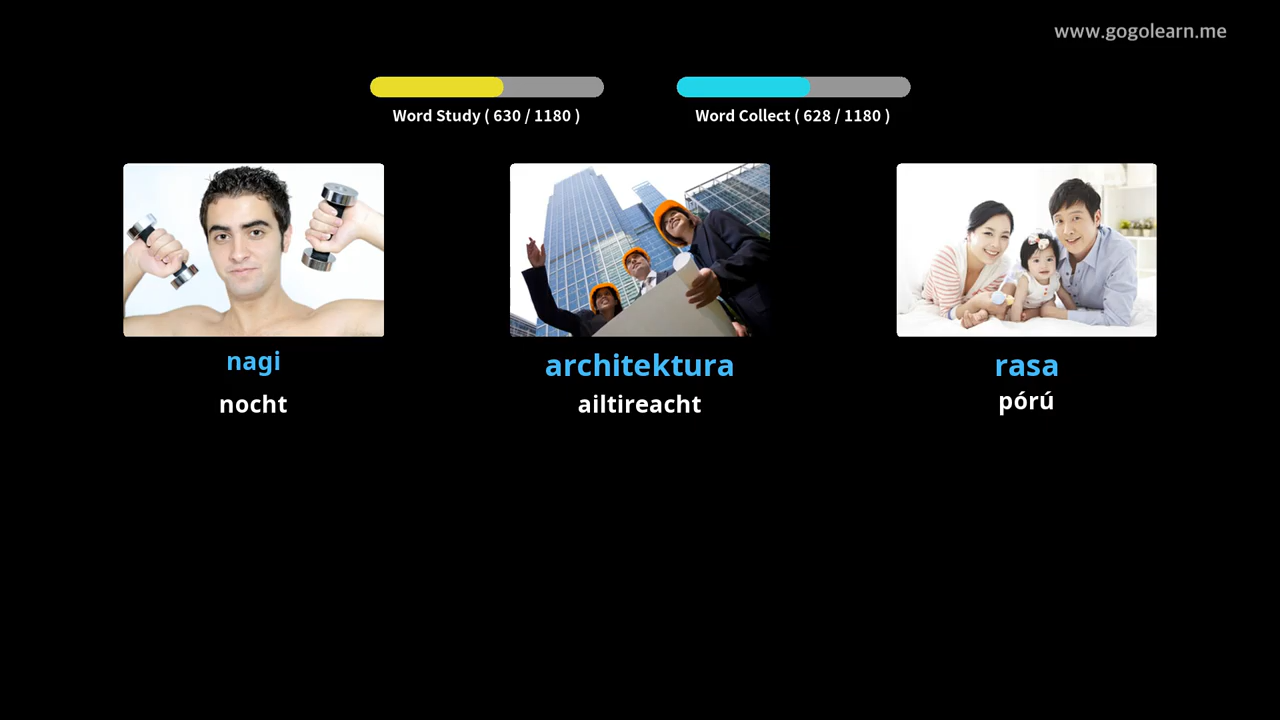 www.gogolearn.me
Word Study ( 630 / 1180 )
Word Collect ( 628 / 1180 )
nagi
nocht
architektura
ailtireacht
rasa
pórú